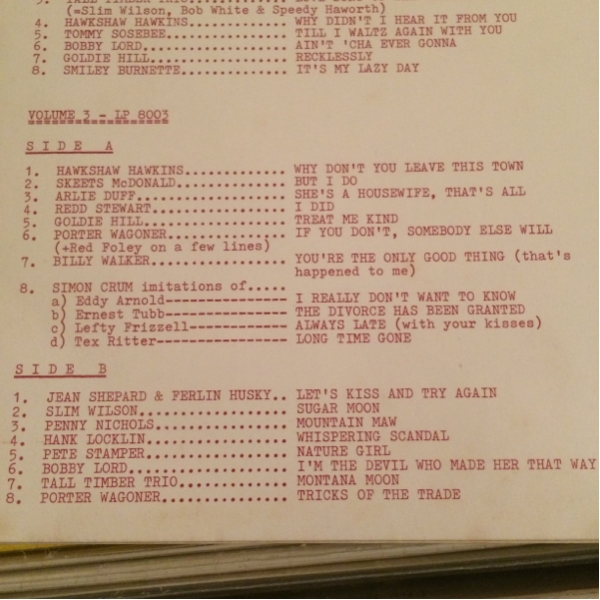 3. TALL TIMBER TRIO
(=Slim Wilson, Bob White & Speedy Haworth)
4. HAWKSHAW HAWKINS............... WHY DIDN'T I HEAR IT FROM YOU
5. TOMMY SOSEBEE.................. TILL I WALTZ AGAIN WITH YOU
6. BOBBY LORD..................... AIN'T 'CHA EVER GONNA
7. GOLDIE HILL.................... RECKLESSLY
8. SMILEY BURNETTE................ IT'S MY LAZY DAY
VOLUME 3 - LP 8003
S I D E A
1. HAWKSHAW HAWKINS............. WHY DON'T YOU LEAVE THIS TOWN
2. SKEETS McDONALD.............. BUT I DO
3. ARLIE DUFF................... SHE'S A HOUSEWIFE, THAT'S ALL
4. REDD STEWART................. I DID
5. GOLDIE HILL.................. TREAT ME KIND
6. PORTER WAGONER............... IF YOU DON'T, SOMEBODY ELSE WILL
(+Red Foley on a few lines)
7. BILLY WALKER................. YOU'RE THE ONLY GOOD THING (that's
happened to me)
8. SIMON CRUM imitations of.....
a) Eddy Arnold--------------- I REALLY DON'T WANT TO KNOW
b) Ernest Tubb--------------- THE DIVORCE HAS BEEN GRANTED
c) Lefty Frizzell------------ ALWAYS LATE (with your kisses)
d) Tex Ritter---------------- LONG TIME GONE
S I D E B
1. JEAN SHEPARD & FERLIN HUSKY.. LET'S KISS AND TRY AGAIN
2. SLIM WILSON.................. SUGAR MOON
3. PENNY NICHOLS................ MOUNTAIN MAW
4. HANK LOCKLIN................. WHISPERING SCANDAL
5. PETE STAMPER................. NATURE GIRL
6. BOBBY LORD................... I'M THE DEVIL WHO MADE HER THAT WAY
7. TALL TIMBER TRIO............. MONTANA MOON
8. PORTER WAGONER............... TRICKS OF THE TRADE